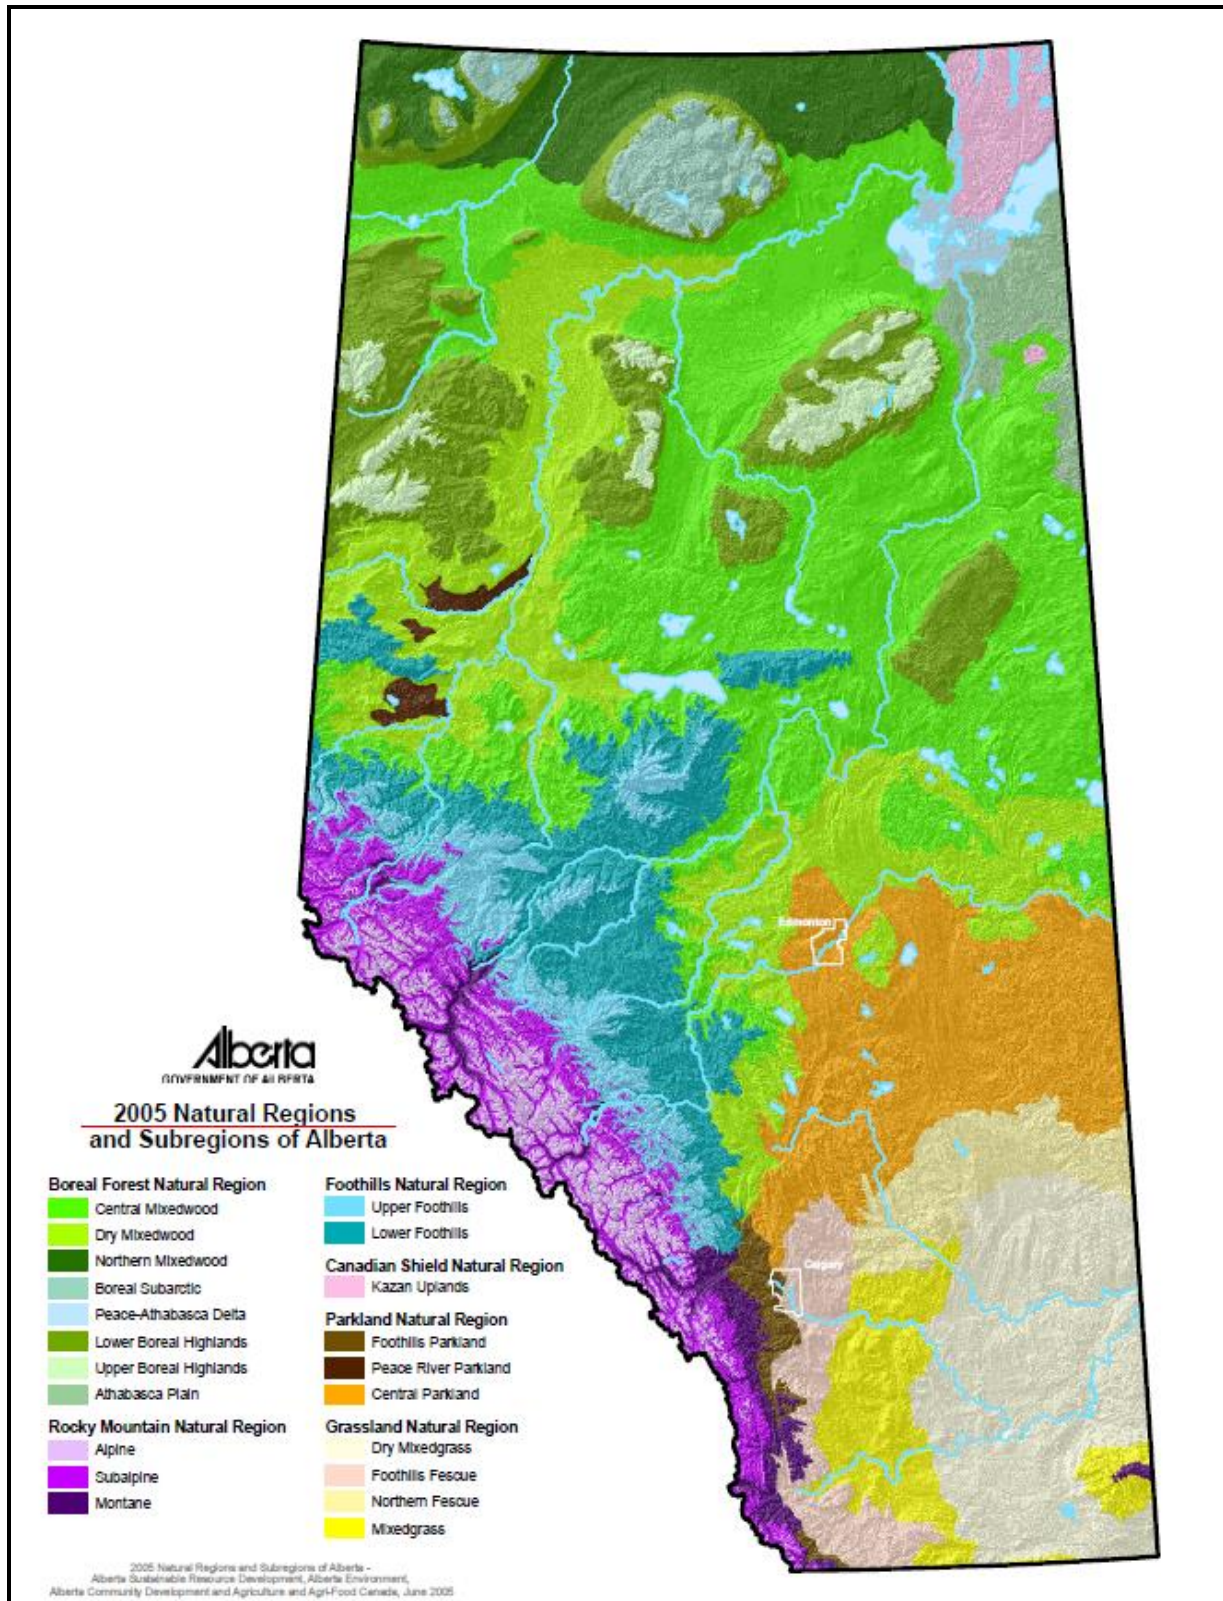 Edmonton
Calgary
Alberta
GOVERNMENT OF ALBERTA
2005 Natural Regions
and Subregions of Alberta
Boreal Forest Natural Region
Central Mixedwood
Dry Mixedwood
Northern Mixedwood
Boreal Subarctic
Peace-Athabasca Delta
Lower Boreal Highlands
Upper Boreal Highlands
Athabasca Plain
Rocky Mountain Natural Region
Alpine
Subalpine
Montane
Foothills Natural Region
Upper Foothills
Lower Foothills
Canadian Shield Natural Region
Kazan Uplands
Parkland Natural Region
Foothills Parkland
Peace River Parkland
Central Parkland
Grassland Natural Region
Dry Mixedgrass
Foothills Fescue
Northern Fescue
Mixedgrass
2005 Natural Regions and Subregions of Alberta -
Alberta Sustainable Resource Development, Alberta Environment,
Alberta Community Development and Agriculture and Agri-Food Canada, June 2005